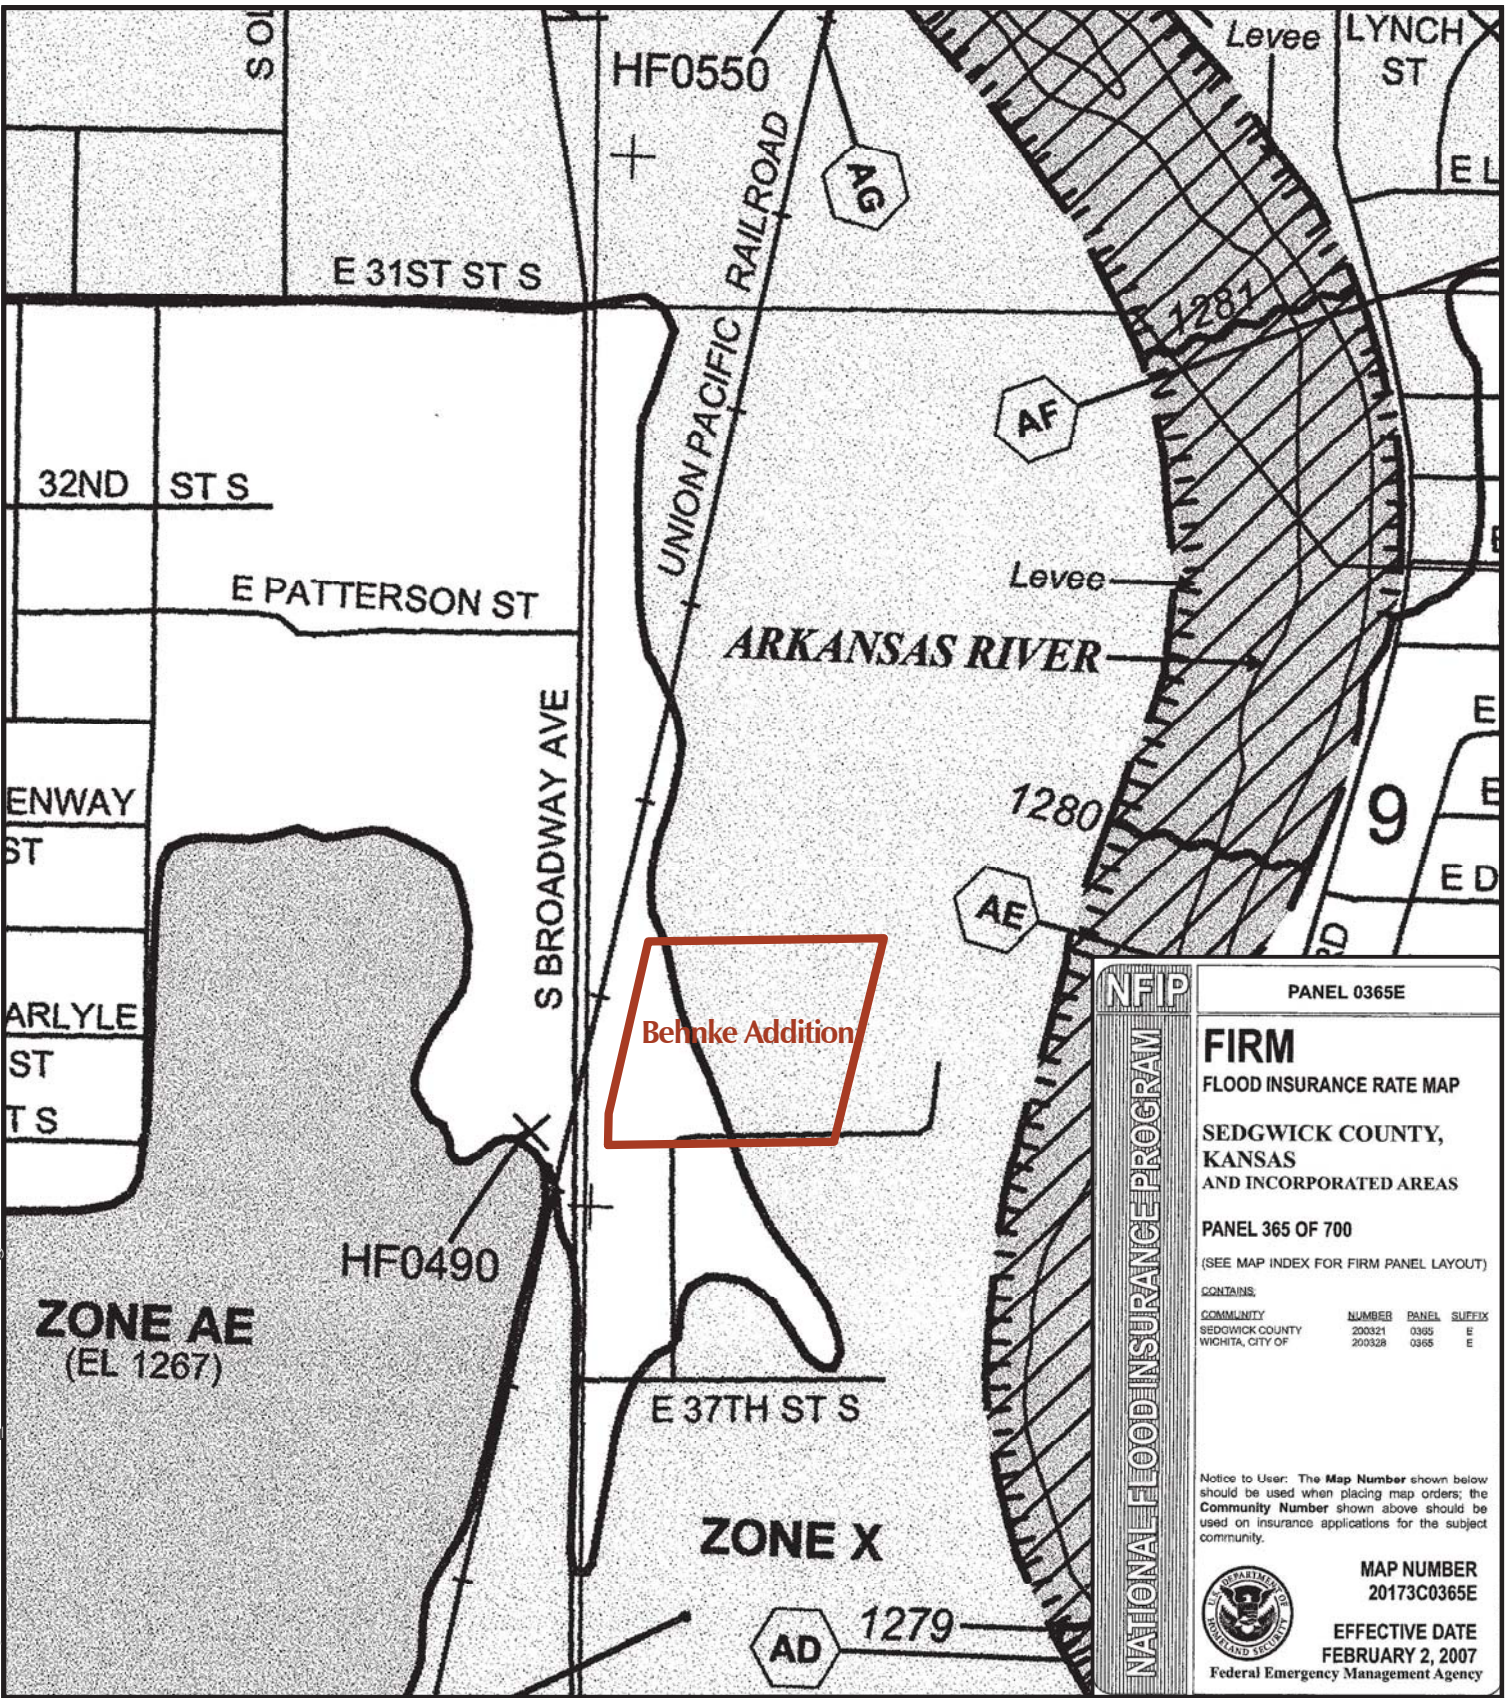 S OL
HF0550
Levee
LYNCH
ST
RAILROAD
AG
E L
E 31ST ST S
1281
UNION PACIFIC
AF
32ND ST S
Levee
E PATTERSON ST
ARKANSAS RIVER
S BROADWAY AVE
E
ENWAY
ST
1280
9
E
E D
AE
RD
ARLYLE
ST
T S
Behnke Addition
HF0490
ZONE AE
(EL 1267)
E 37TH ST S
ZONE X
AD
1279
NFIP
NATIONAL FLOOD INSURANCE PROGRAM
PANEL 0365E
FIRM
FLOOD INSURANCE RATE MAP
SEDGWICK COUNTY,
KANSAS
AND INCORPORATED AREAS
PANEL 365 OF 700
(SEE MAP INDEX FOR FIRM PANEL LAYOUT)
CONTAINS:
COMMUNITY NUMBER PANEL SUFFIX
SEDGWICK COUNTY 200321 0365 E
WICHITA, CITY OF 200328 0365 E
Notice to User: The Map Number shown below
should be used when placing map orders; the
Community Number shown above should be
used on insurance applications for the subject
community.
U.S. DEPARTMENT OF HOMELAND SECURITY
MAP NUMBER
20173C0365E
EFFECTIVE DATE
FEBRUARY 2, 2007
Federal Emergency Management Agency